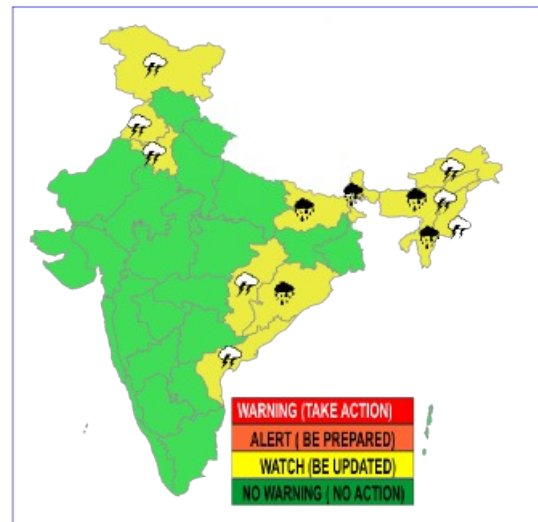 WARNING (TAKE ACTION)
ALERT ( BE PREPARED)
WATCH (BE UPDATED)
NO WARNING ( NO ACTION)